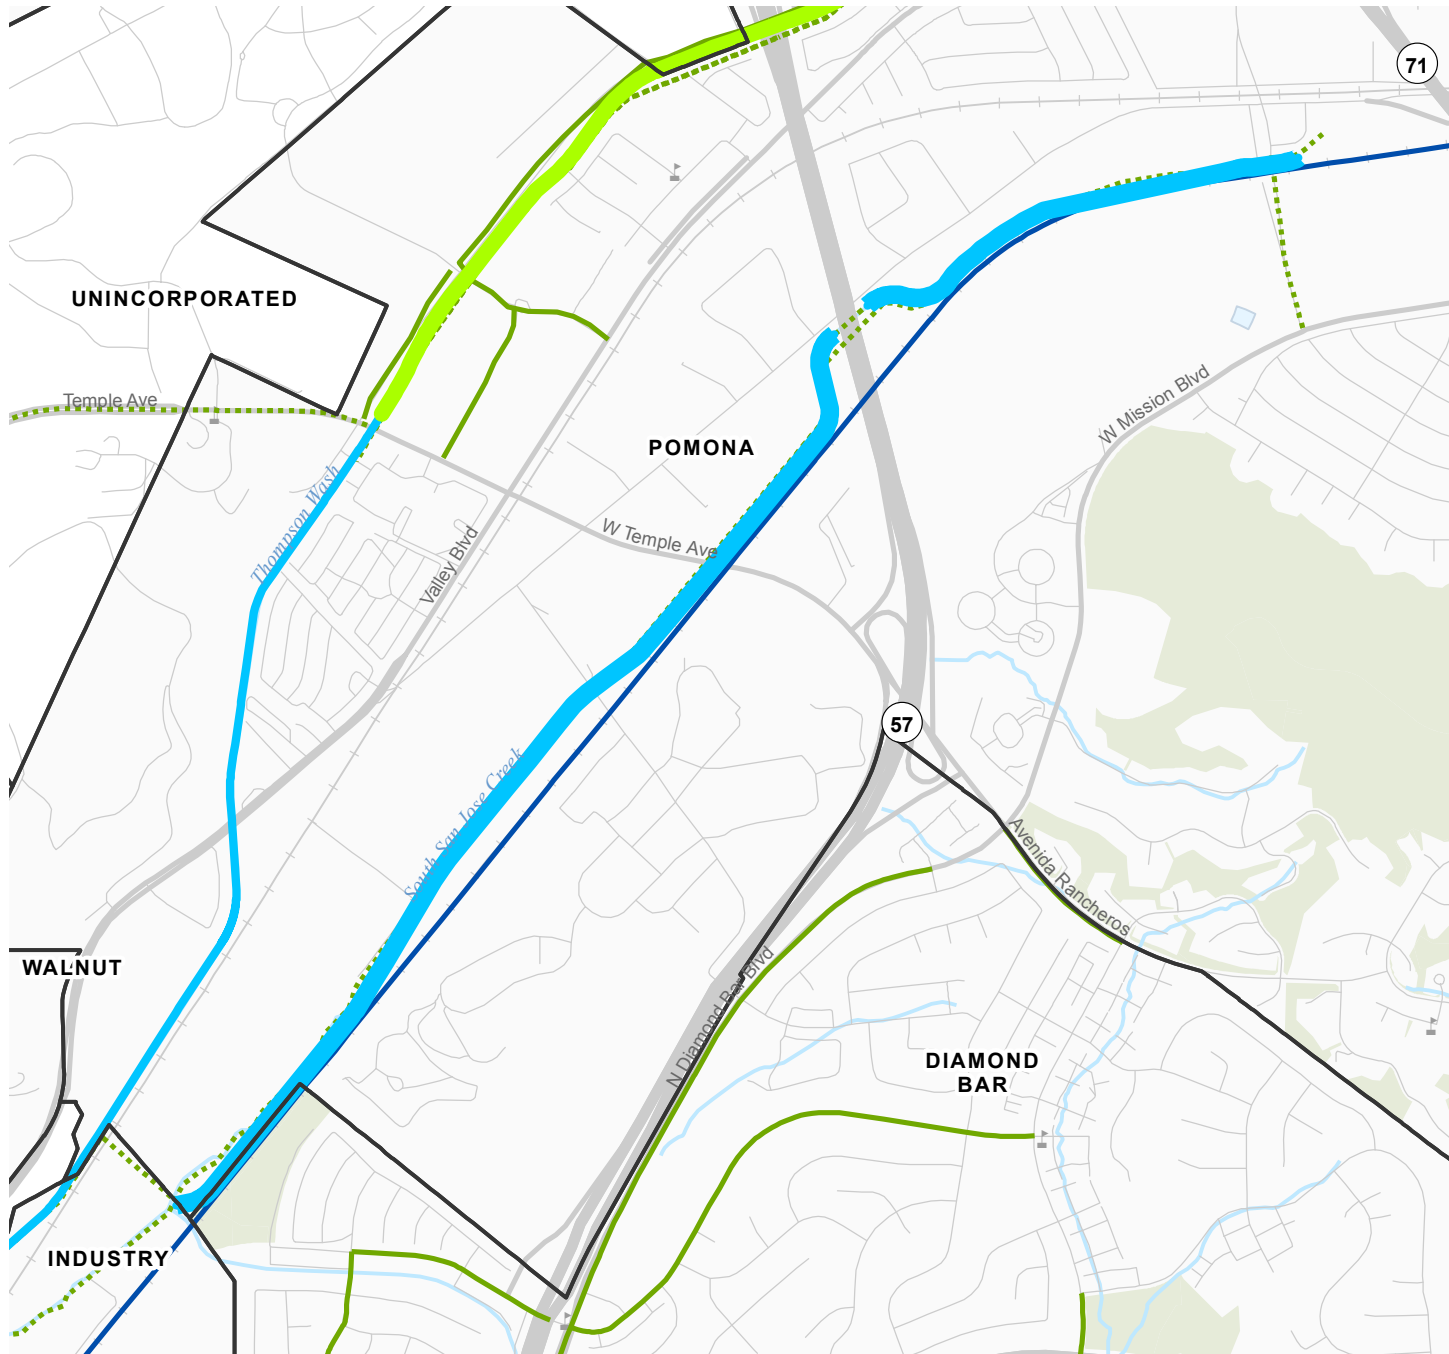 71
UNINCORPORATED
Temple Ave
W Mission Blvd
POMONA
Thompson Wash
Valley Blvd
W Temple Ave
57
South San Jose Creek
Avenida Rancheros
WALNUT
N Diamond Bar Blvd
DIAMOND
BAR
INDUSTRY